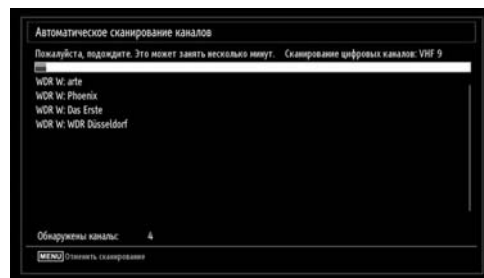 Автоматическое сканирование каналов
Пожалуйста, подождите. Это может занять несколько минут. Сканирование цифровых каналов: VHF 9
WDR W: arte
WDR W: Phoenix
WDR W: Das Erste
WDR W: WDR Düsseldorf
Обнаружены каналы: 4
MENU Отменить сканирование